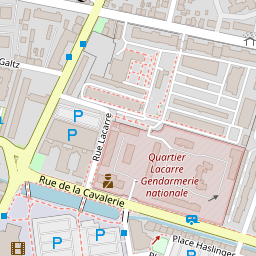 Galtz
P
P
Rue Lacarre
Quartier
Lacarre
Gendarmerie
nationale
Rue de la Cavalerie
P
P
P
Place Haslinger